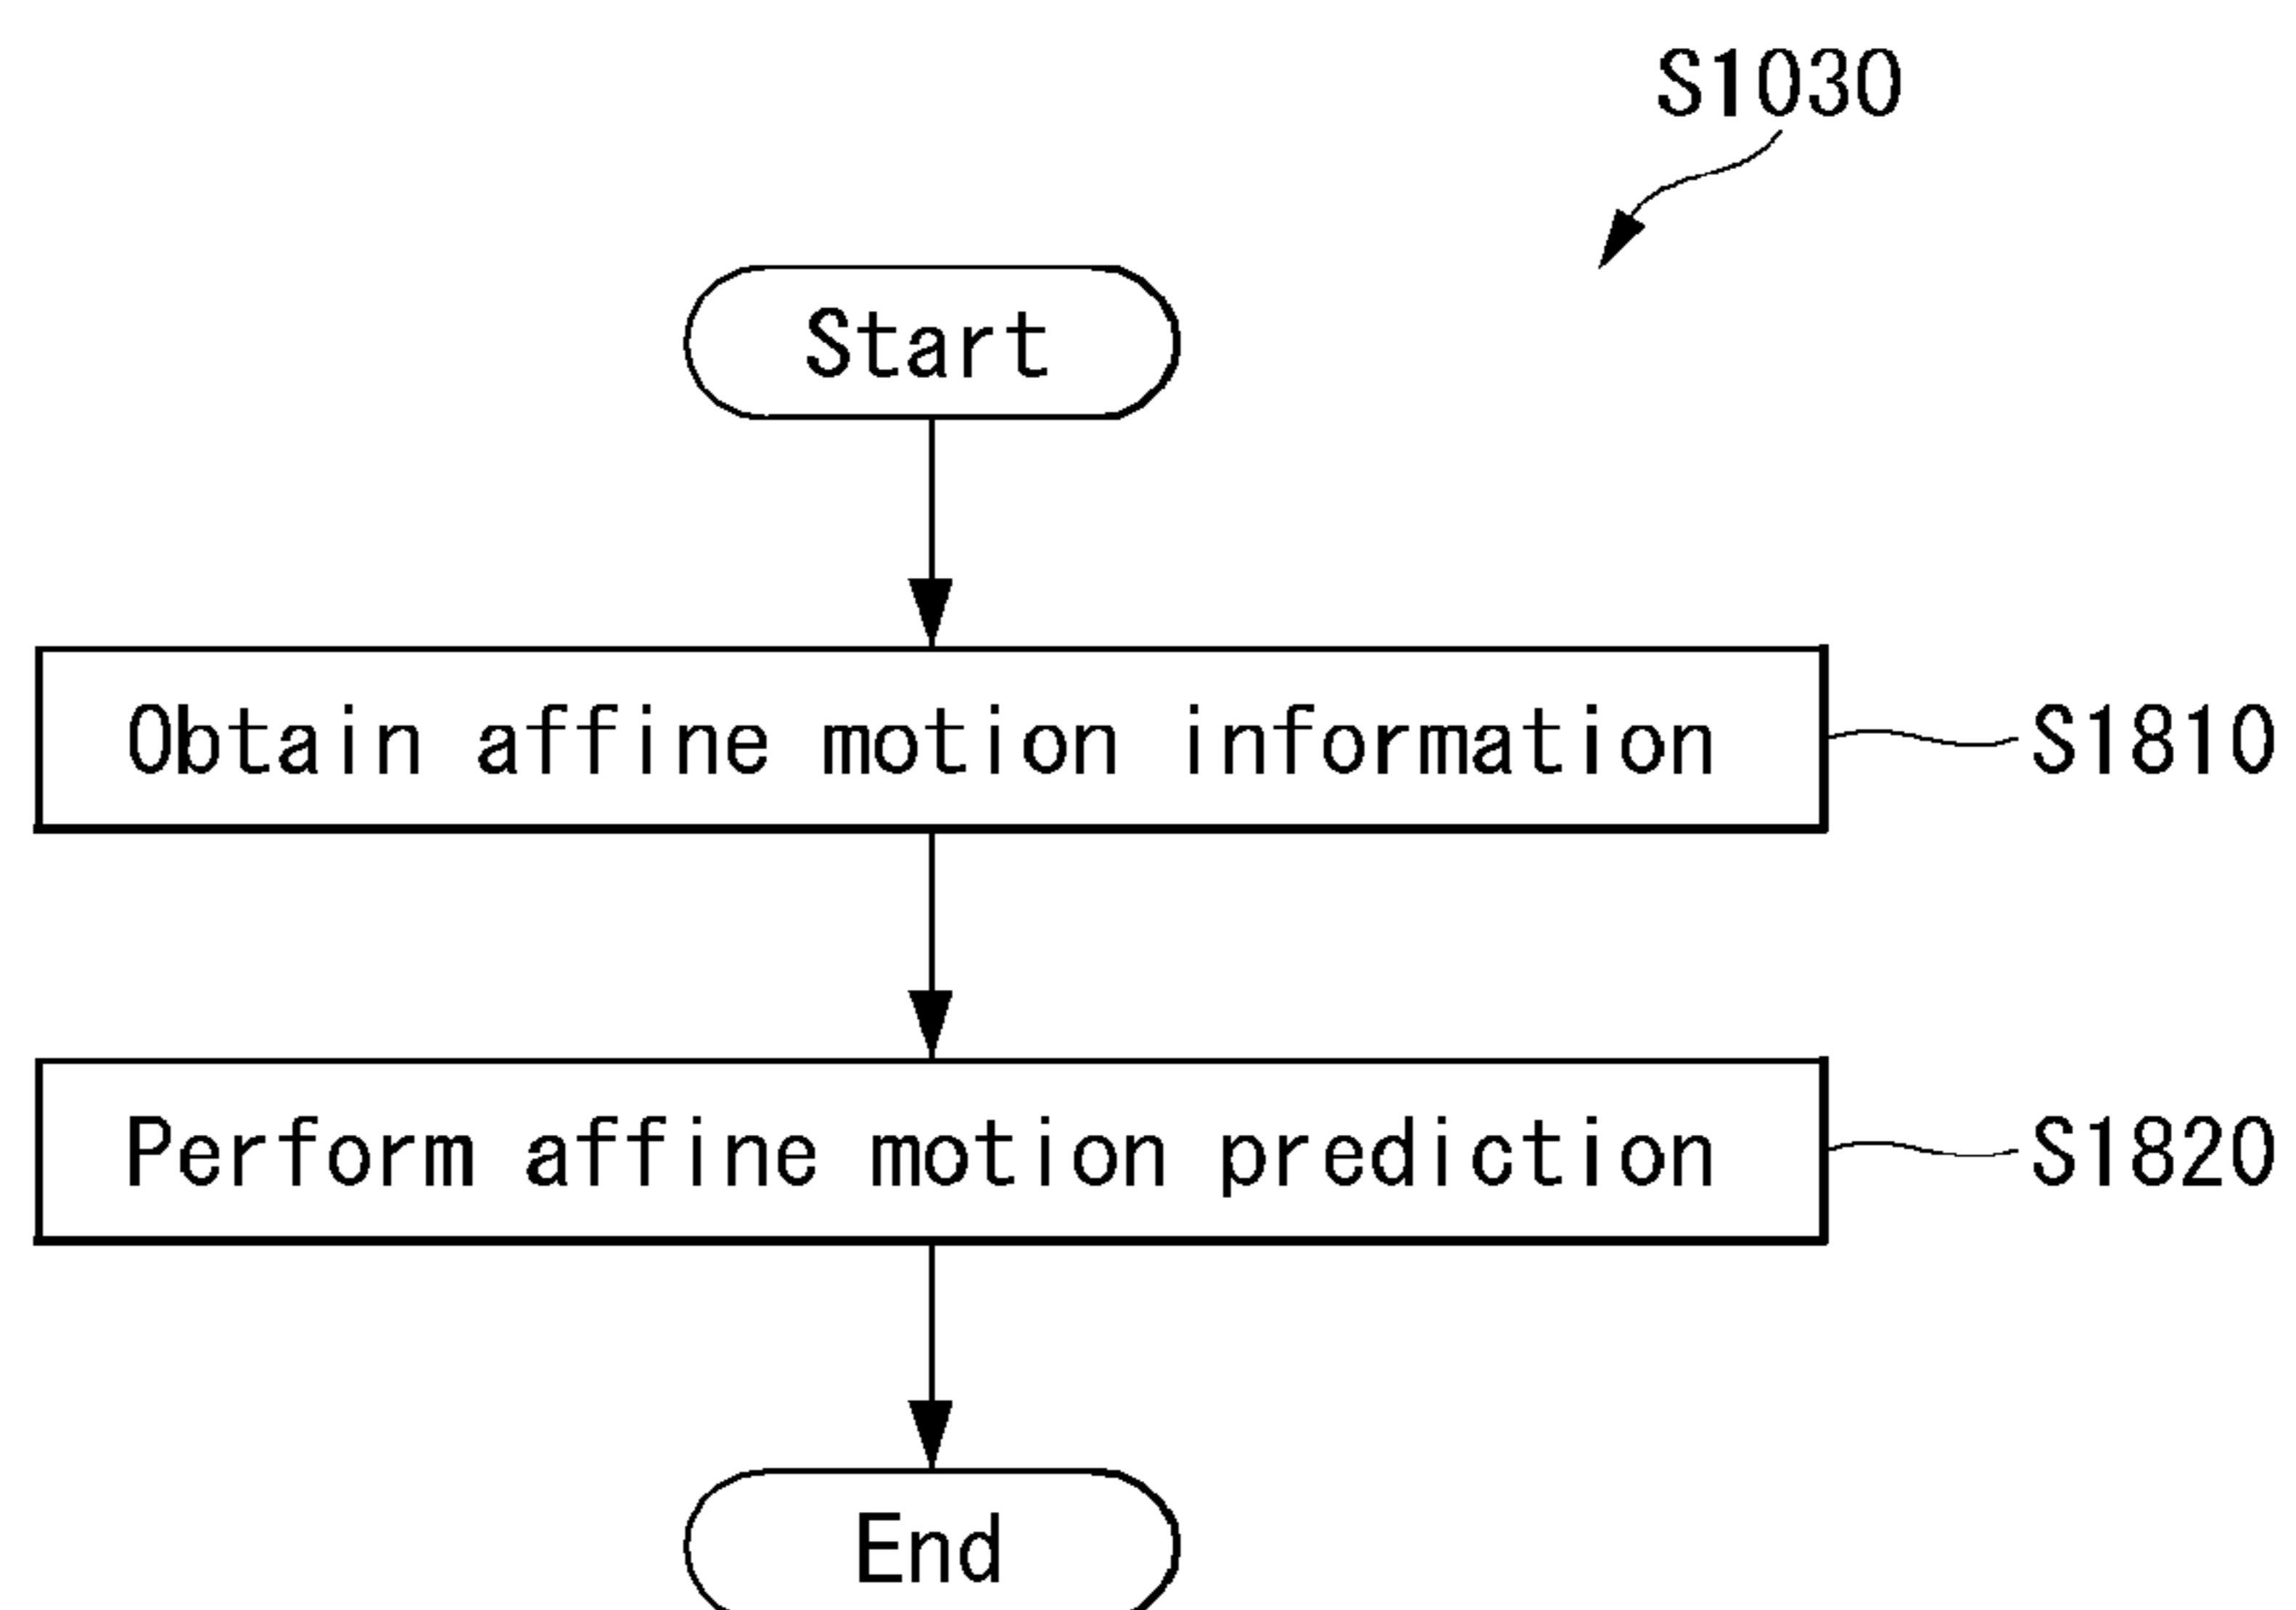 S1030
Start
Obtain affine motion information
S1810
Perform affine motion prediction
S1820
End